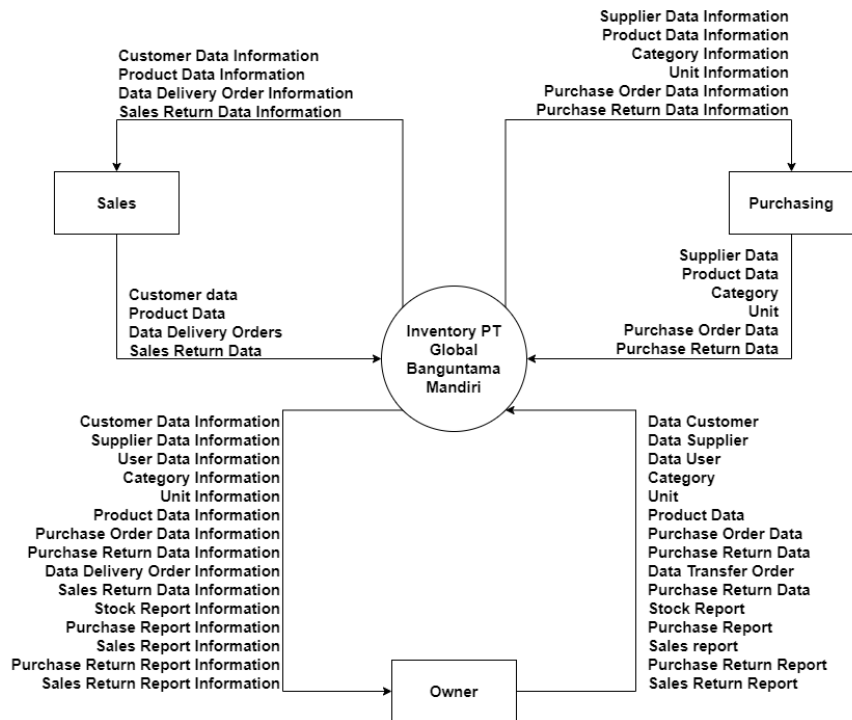 Supplier Data Information
Product Data Information
Category Information
Unit Information
Purchase Order Data Information
Purchase Return Data Information
Customer Data Information
Product Data Information
Data Delivery Order Information
Sales Return Data Information
Sales
Purchasing
Customer data
Product Data
Data Delivery Orders
Sales Return Data
Inventory PT
Global
Banguntama
Mandiri
Supplier Data
Product Data
Category
Unit
Purchase Order Data
Purchase Return Data
Customer Data Information
Supplier Data Information
User Data Information
Category Information
Unit Information
Product Data Information
Purchase Order Data Information
Purchase Return Data Information
Data Delivery Order Information
Sales Return Data Information
Stock Report Information
Purchase Report Information
Sales Report Information
Purchase Return Report Information
Sales Return Report Information
Data Customer
Data Supplier
Data User
Category
Unit
Product Data
Purchase Order Data
Purchase Return Data
Data Transfer Order
Purchase Return Data
Stock Report
Purchase Report
Sales report
Purchase Return Report
Sales Return Report
Owner